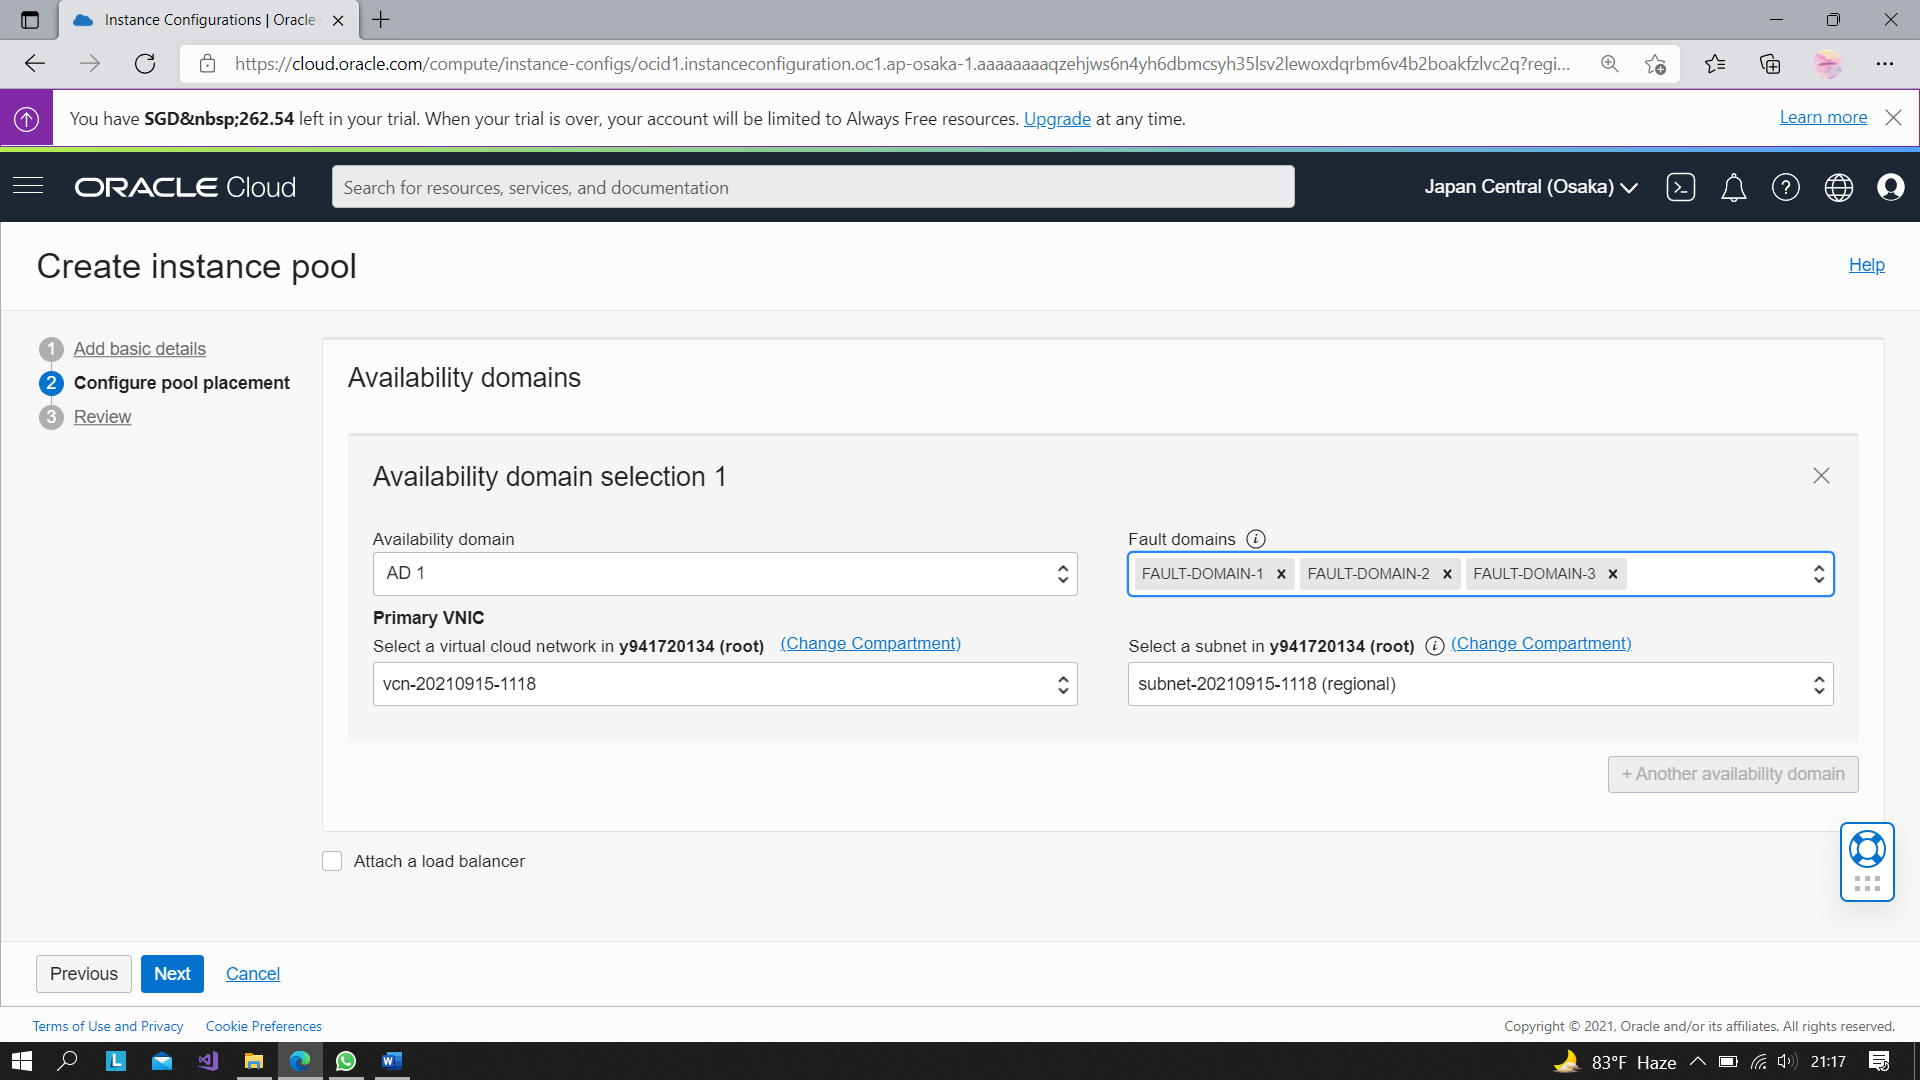 Instance Configurations | Oracle
https://cloud.oracle.com/compute/instance-configs/ocid1.instanceconfiguration.oc1.ap-osaka-1.aaaaaaaaqzehjws6n4yh6dbmcsyh35lsv2lewoxdqrbm6v4b2boakfzlvc2q?regi...
You have SGD&nbsp;262.54 left in your trial. When your trial is over, your account will be limited to Always Free resources. Upgrade at any time.
Learn more
ORACLE Cloud
Search for resources, services, and documentation
Japan Central (Osaka)
Create instance pool
Help
1 Add basic details
2 Configure pool placement
3 Review
Availability domains
Availability domain selection 1
Availability domain
Fault domains
AD 1
FAULT-DOMAIN-1 FAULT-DOMAIN-2 FAULT-DOMAIN-3
Primary VNIC
Select a virtual cloud network in y941720134 (root) (Change Compartment)
Select a subnet in y941720134 (root) (Change Compartment)
vcn-20210915-1118
subnet-20210915-1118 (regional)
+ Another availability domain
Attach a load balancer
Previous
Next
Cancel
Terms of Use and Privacy
Cookie Preferences
Copyright © 2021, Oracle and/or its affiliates. All rights reserved.
83°F Haze
21:17